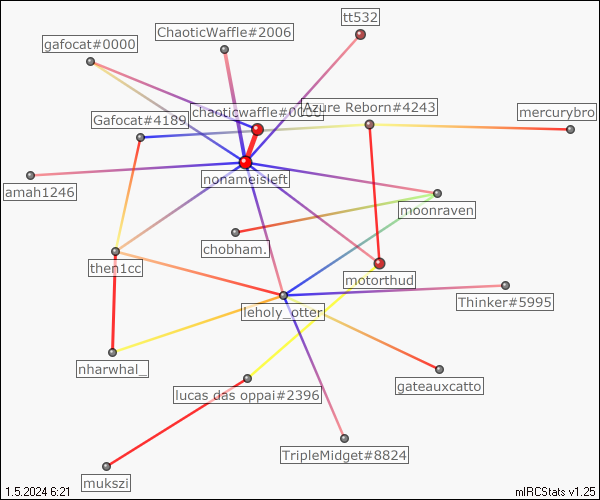 tt532
ChaoticWaffle#2006
gafocat#0000
chaoticwaffle#0000
Azure Reborn#4243
mercurybro
Gafocat#4189
nonameisleft
amah1246
moonraven
chobham.
then1cc
motorthud
Thinker#5995
leholy_otter
nharwhal_
gateauxcatto
lucas das oppai#2396
TripleMidget#8824
mukszi
1.5.2024 6:21
mIRCStats v1.25